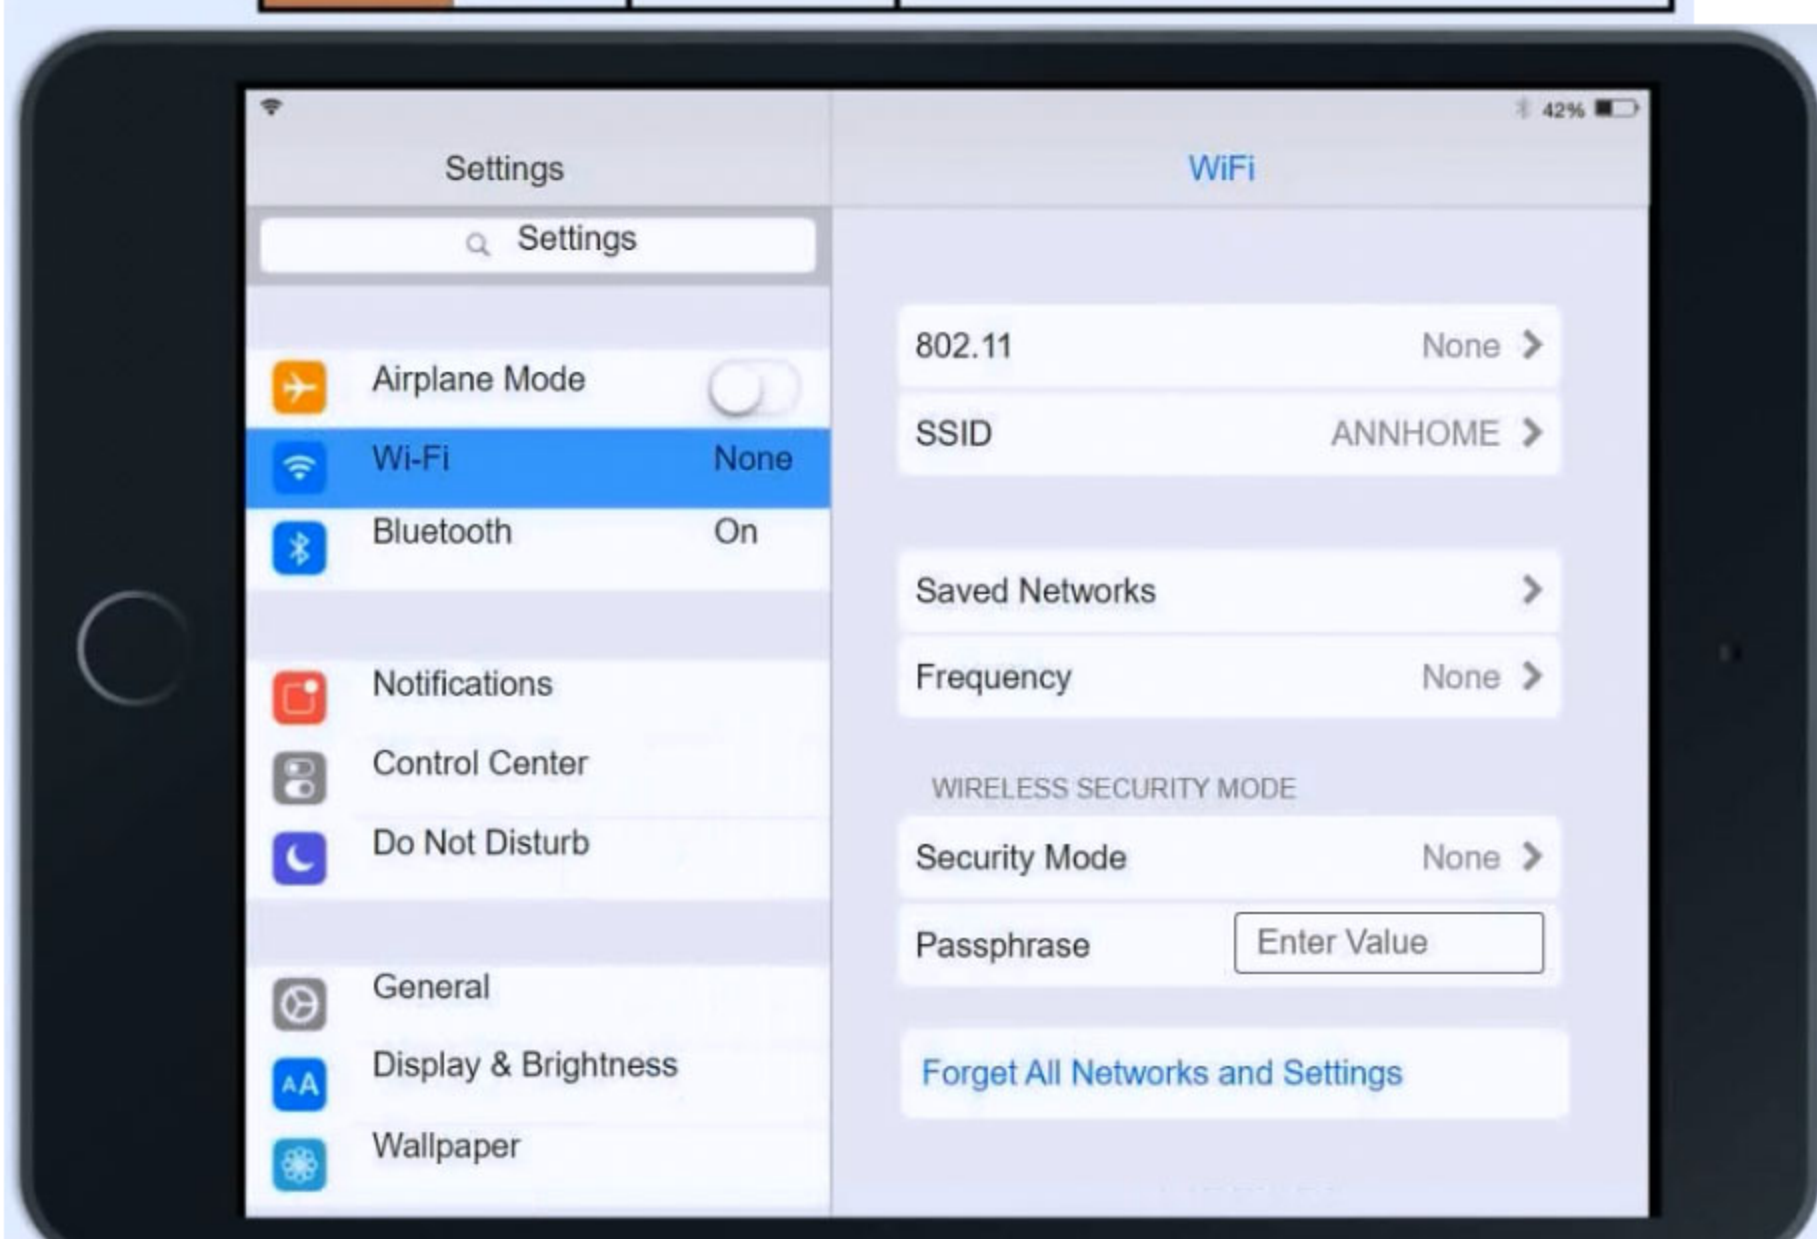 42%
Settings
WiFi
Settings
Airplane Mode
Wi-Fi None
Bluetooth On
Notifications
Control Center
Do Not Disturb
General
AA Display & Brightness
Wallpaper
802.11 None
SSID ANNHOME
Saved Networks
Frequency None
WIRELESS SECURITY MODE
Security Mode None
Passphrase Enter Value
Forget All Networks and Settings